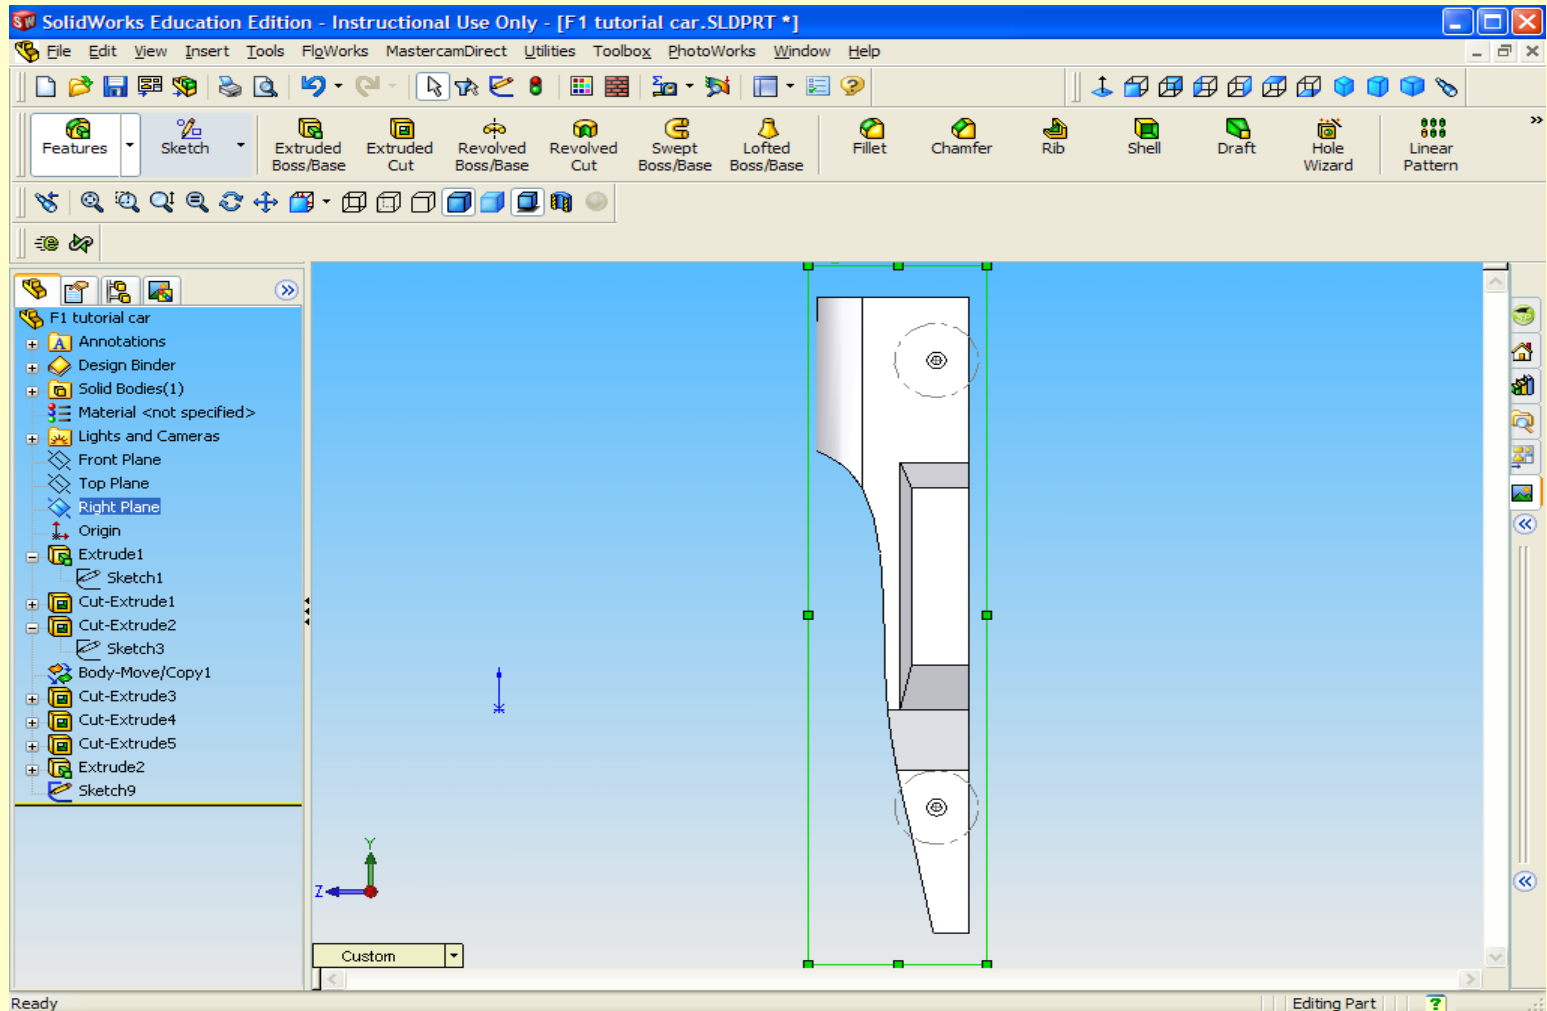 SolidWorks Education Edition - Instructional Use Only - [F1 tutorial car.SLDPRT *]
File Edit View Insert Tools FloWorks MastercamDirect Utilities Toolbox PhotoWorks Window Help
Features Sketch Extruded Boss/Base Extruded Cut Revolved Boss/Base Revolved Cut Swept Boss/Base Lofted Boss/Base Fillet Chamfer Rib Shell Draft Hole Wizard Linear Pattern
F1 tutorial car
Annotations
Design Binder
Solid Bodies(1)
Material <not specified>
Lights and Cameras
Front Plane
Top Plane
Right Plane
Origin
Extrude1
Sketch1
Cut-Extrude1
Cut-Extrude2
Sketch3
Body-Move/Copy1
Cut-Extrude3
Cut-Extrude4
Cut-Extrude5
Extrude2
Sketch9
Y
Z
Custom
Ready Editing Part